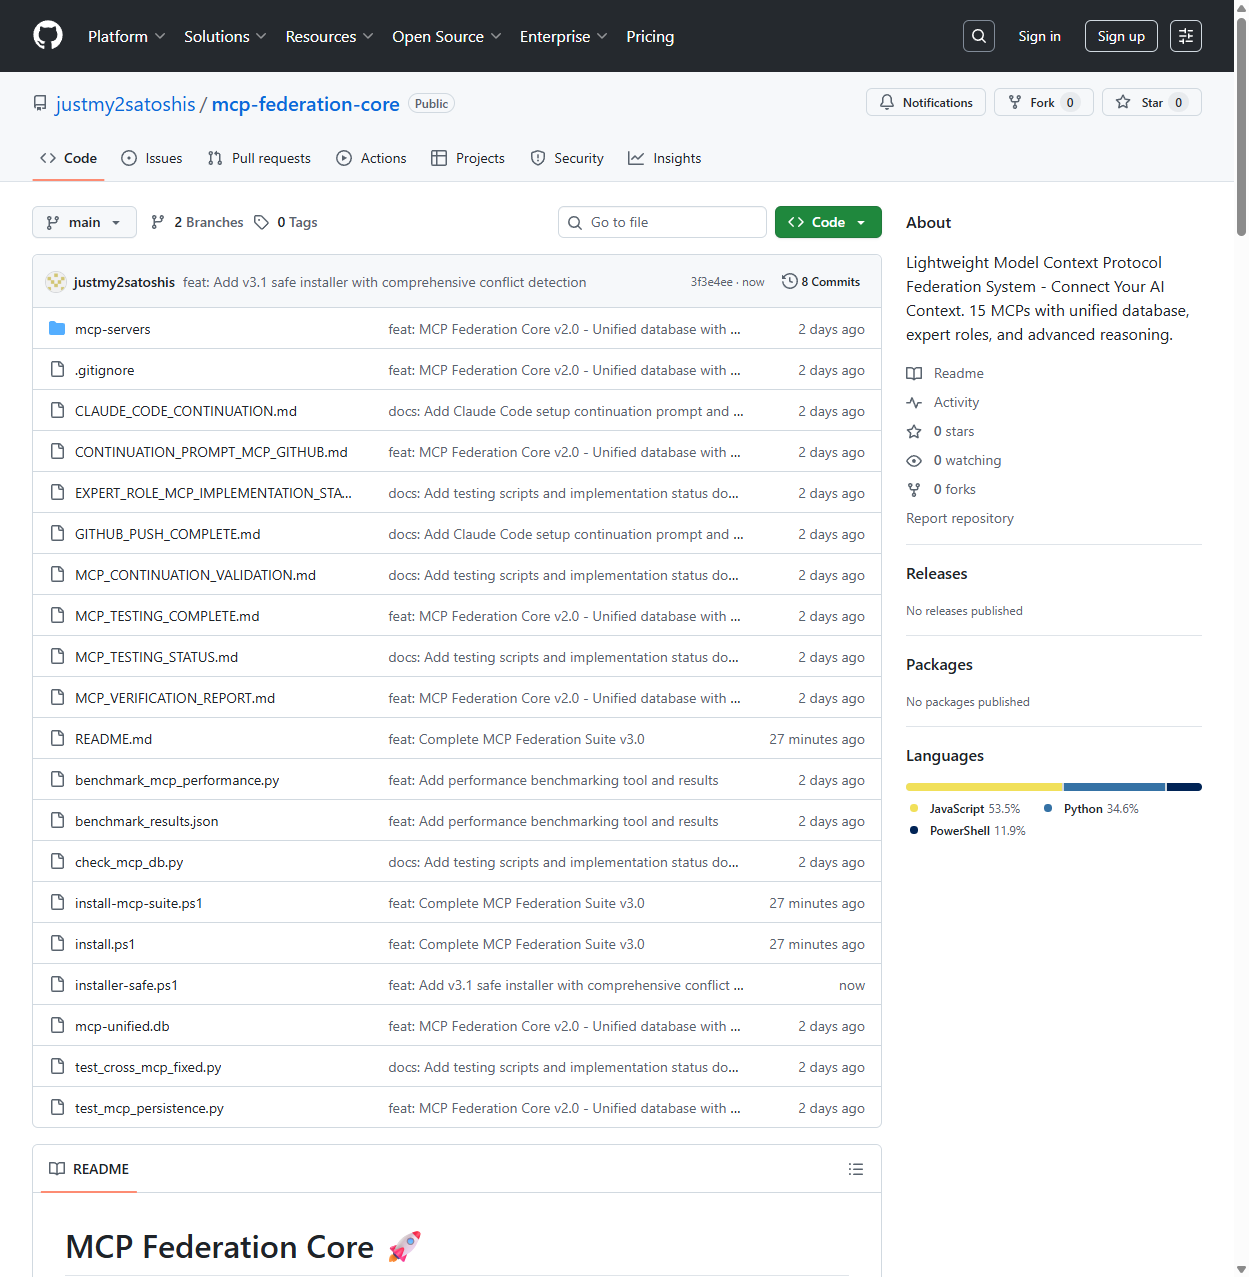 Platform Solutions Resources Open Source Enterprise Pricing Sign in Sign up
justmy2satoshis / mcp-federation-core Public Notifications Fork 0 Star 0
Code Issues Pull requests Actions Projects Security Insights
main 2 Branches 0 Tags Go to file Code
justmy2satoshis feat: Add v3.1 safe installer with comprehensive conflict detection 3f3e4ee · now 8 Commits
mcp-servers feat: MCP Federation Core v2.0 - Unified database with ... 2 days ago
.gitignore feat: MCP Federation Core v2.0 - Unified database with ... 2 days ago
CLAUDE_CODE_CONTINUATION.md docs: Add Claude Code setup continuation prompt and ... 2 days ago
CONTINUATION_PROMPT_MCP_GITHUB.md feat: MCP Federation Core v2.0 - Unified database with ... 2 days ago
EXPERT_ROLE_MCP_IMPLEMENTATION_STA... docs: Add testing scripts and implementation status do... 2 days ago
GITHUB_PUSH_COMPLETE.md docs: Add Claude Code setup continuation prompt and ... 2 days ago
MCP_CONTINUATION_VALIDATION.md docs: Add testing scripts and implementation status do... 2 days ago
MCP_TESTING_COMPLETE.md feat: MCP Federation Core v2.0 - Unified database with ... 2 days ago
MCP_TESTING_STATUS.md docs: Add testing scripts and implementation status do... 2 days ago
MCP_VERIFICATION_REPORT.md feat: MCP Federation Core v2.0 - Unified database with ... 2 days ago
README.md feat: Complete MCP Federation Suite v3.0 27 minutes ago
benchmark_mcp_performance.py feat: Add performance benchmarking tool and results 2 days ago
benchmark_results.json feat: Add performance benchmarking tool and results 2 days ago
check_mcp_db.py docs: Add testing scripts and implementation status do... 2 days ago
install-mcp-suite.ps1 feat: Complete MCP Federation Suite v3.0 27 minutes ago
install.ps1 feat: Complete MCP Federation Suite v3.0 27 minutes ago
installer-safe.ps1 feat: Add v3.1 safe installer with comprehensive conflict ... now
mcp-unified.db feat: MCP Federation Core v2.0 - Unified database with ... 2 days ago
test_cross_mcp_fixed.py docs: Add testing scripts and implementation status do... 2 days ago
test_mcp_persistence.py feat: MCP Federation Core v2.0 - Unified database with ... 2 days ago
README
MCP Federation Core 🚀
About
Lightweight Model Context Protocol
Federation System - Connect Your AI
Context. 15 MCPs with unified database,
expert roles, and advanced reasoning.
Readme
Activity
0 stars
0 watching
0 forks
Report repository
Releases
No releases published
Packages
No packages published
Languages
JavaScript 53.5% Python 34.6%
PowerShell 11.9%